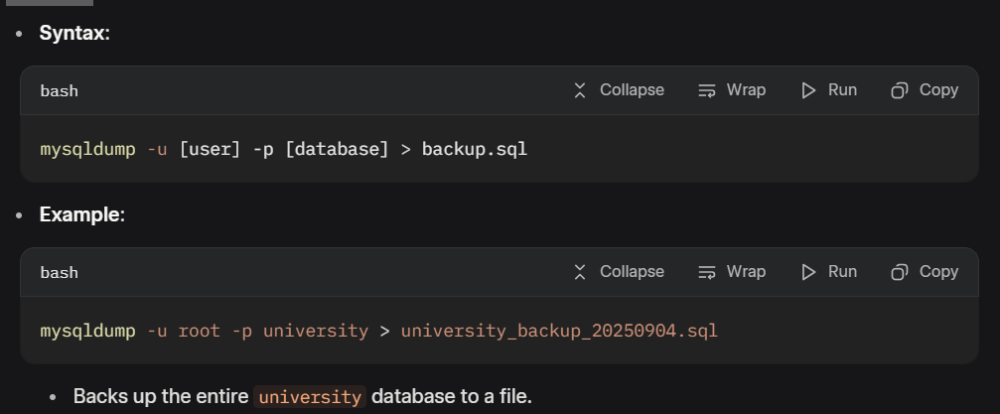 Syntax:
bash Collapse Wrap Run Copy
mysqldump -u [user] -p [database] > backup.sql
Example:
bash Collapse Wrap Run Copy
mysqldump -u root -p university > university_backup_20250904.sql
Backs up the entire university database to a file.